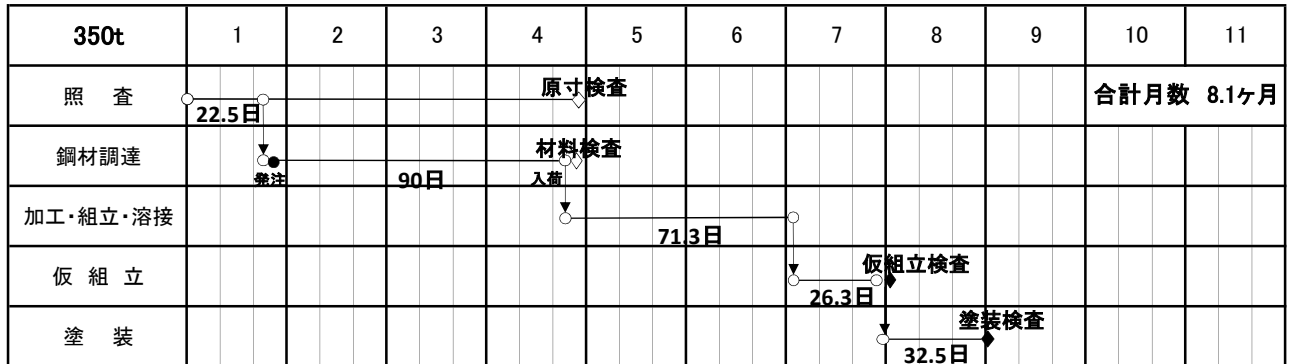 350t 1 2 3 4 5 6 7 8 9 10 11
照 査 22.5日 原寸検査 合計月数 8.1ヶ月
鋼材調達 発注 90日 入荷 材料検査
加工・組立・溶接 71.3日
仮 組 立 26.3日 仮組立検査
塗 装 32.5日 塗装検査